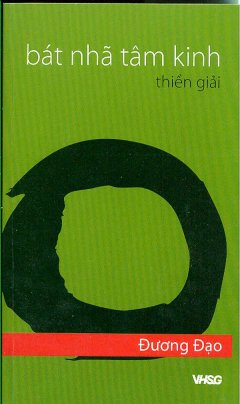 bát nhã tâm kinh
thiền giải
Đương Đạo
VHSG